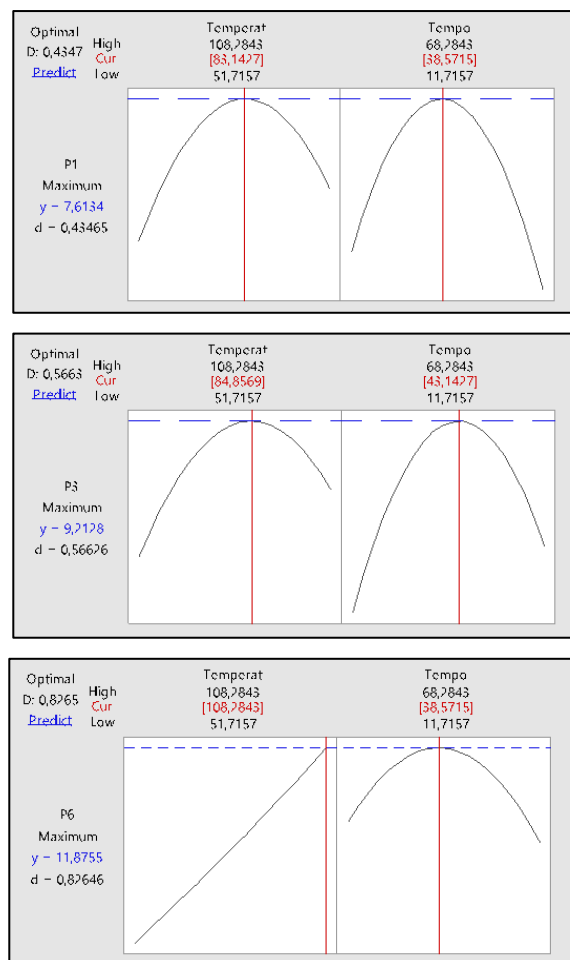 Optimal
D: 0,4347
Predict
High
Cur
Low
Temperat
108,2843
[83,1427]
51,7157
Tempo
68,2843
[38,5715]
11,7157
P1
Maximum
y = 7,6134
d = 0,43465
Optimal
D: 0,5663
Predict
High
Cur
Low
Temperat
108,2843
[84,8569]
51,7157
Tempo
68,2843
[43,1427]
11,7157
P3
Maximum
y = 9,2128
d = 0,56626
Optimal
D: 0,8265
Predict
High
Cur
Low
Temperat
108,2843
[108,2843]
51,7157
Tempo
68,2843
[38,5715]
11,7157
P6
Maximum
y = 11,8755
d = 0,82646